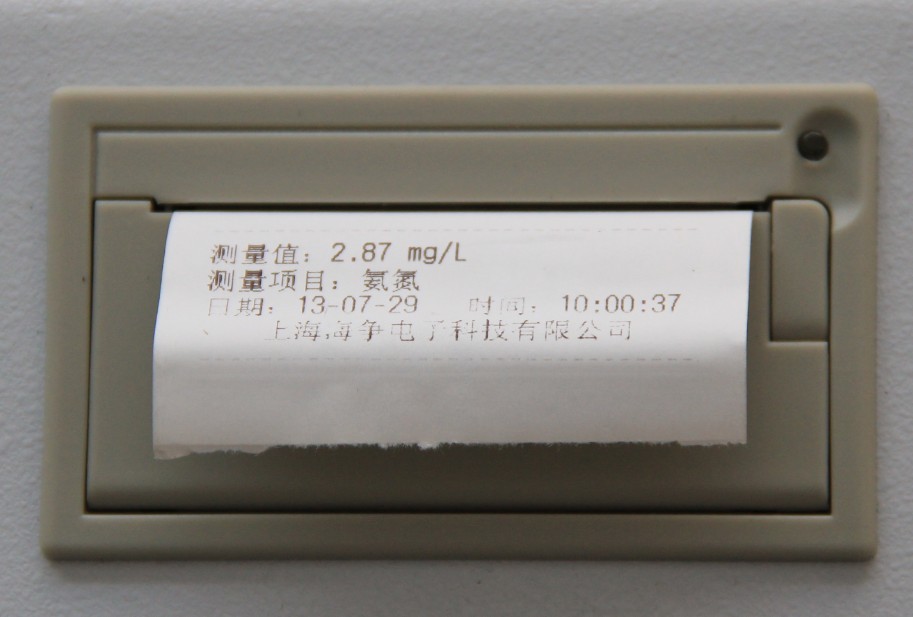 测量值：2.87 mg/L
测量项目：氨氮
日期：13-07-29 时间：10:00:37
上海海争电子科技有限公司